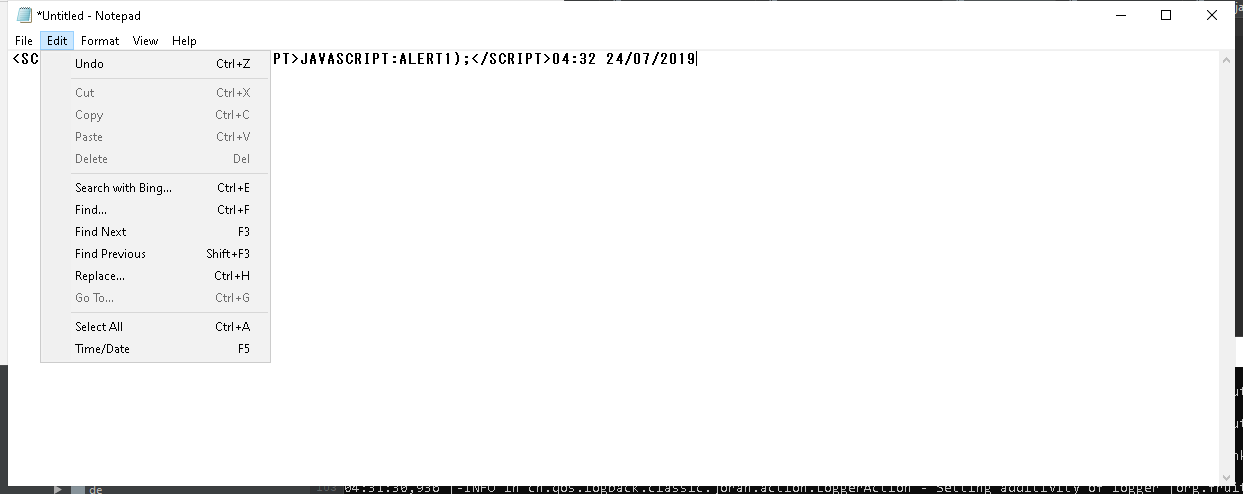 *Untitled - Notepad
File Edit Format View Help
<SC PT>JAVASCRIPT:ALERT1);</SCRIPT>04:32 24/07/2019
Undo Ctrl+Z
Cut Ctrl+X
Copy Ctrl+C
Paste Ctrl+V
Delete Del
Search with Bing... Ctrl+E
Find... Ctrl+F
Find Next F3
Find Previous Shift+F3
Replace... Ctrl+H
Go To... Ctrl+G
Select All Ctrl+A
Time/Date F5
de 04:31:30,936 |-INFO in ch.qos.logback.classic.joran.action.LoggerAction - Setting additivity of logger